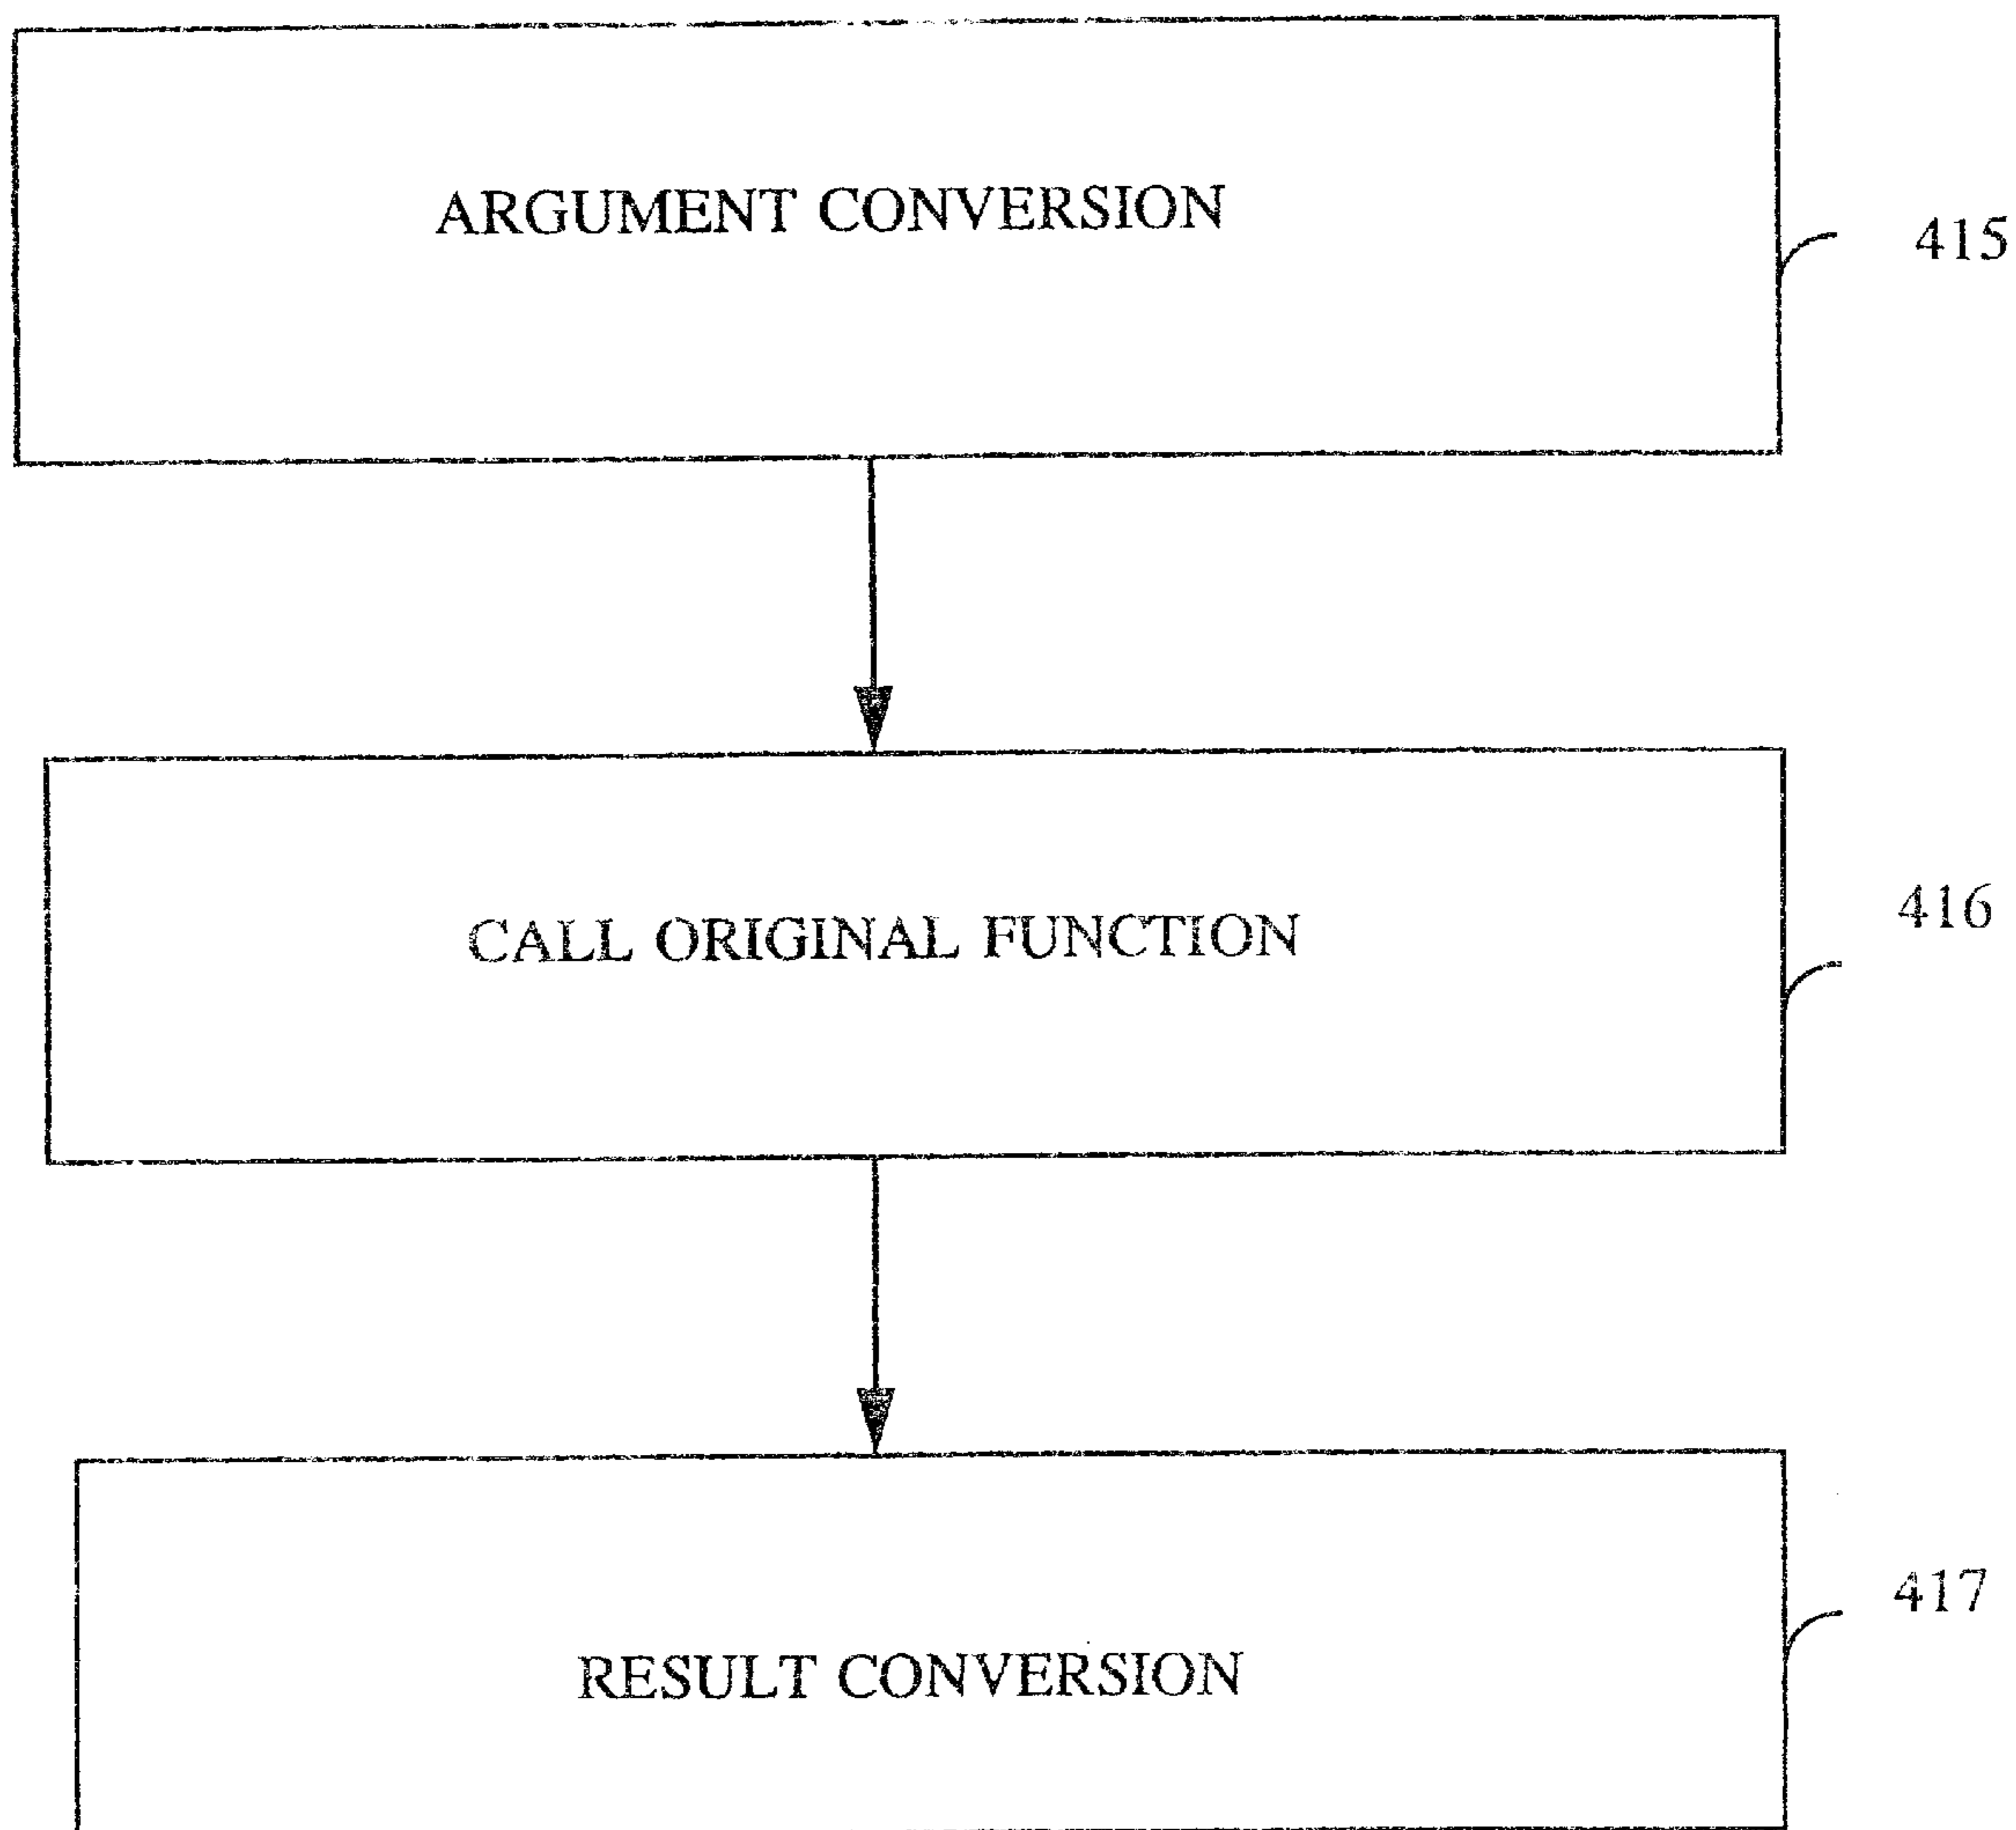 ARGUMENT CONVERSION
415
CALL ORIGINAL FUNCTION
416
RESULT CONVERSION
417